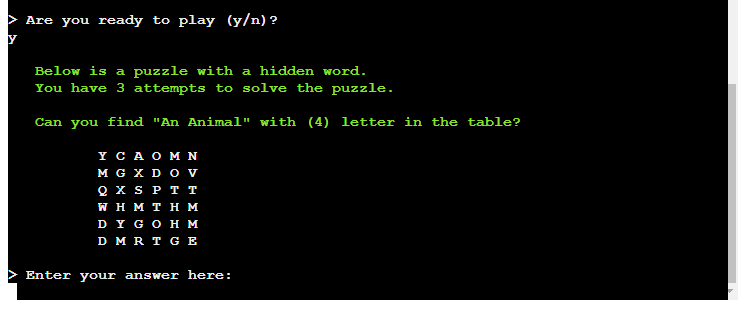 > Are you ready to play (y/n)?
y
Below is a puzzle with a hidden word.
You have 3 attempts to solve the puzzle.
Can you find "An Animal" with (4) letter in the table?
Y C A O M N
M G X D O V
Q X S P T T
W H M T H M
D Y G O H M
D M R T G E
> Enter your answer here: